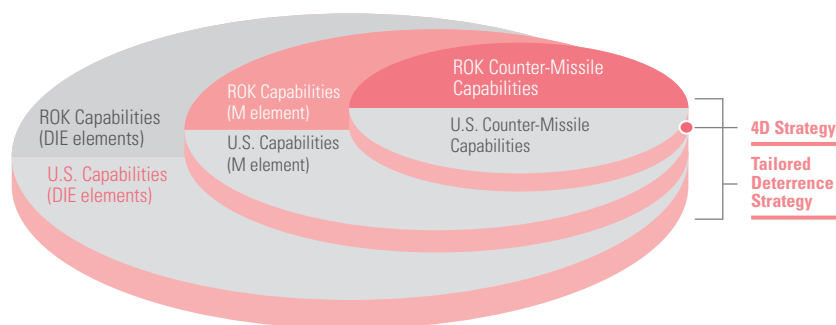 ROK Capabilities
(DIE elements)
U.S. Capabilities
(DIE elements)
ROK Capabilities
(M element)
U.S. Capabilities
(M element)
ROK Counter-Missile
Capabilities
U.S. Counter-Missile
Capabilities
4D Strategy
Tailored
Deterrence
Strategy